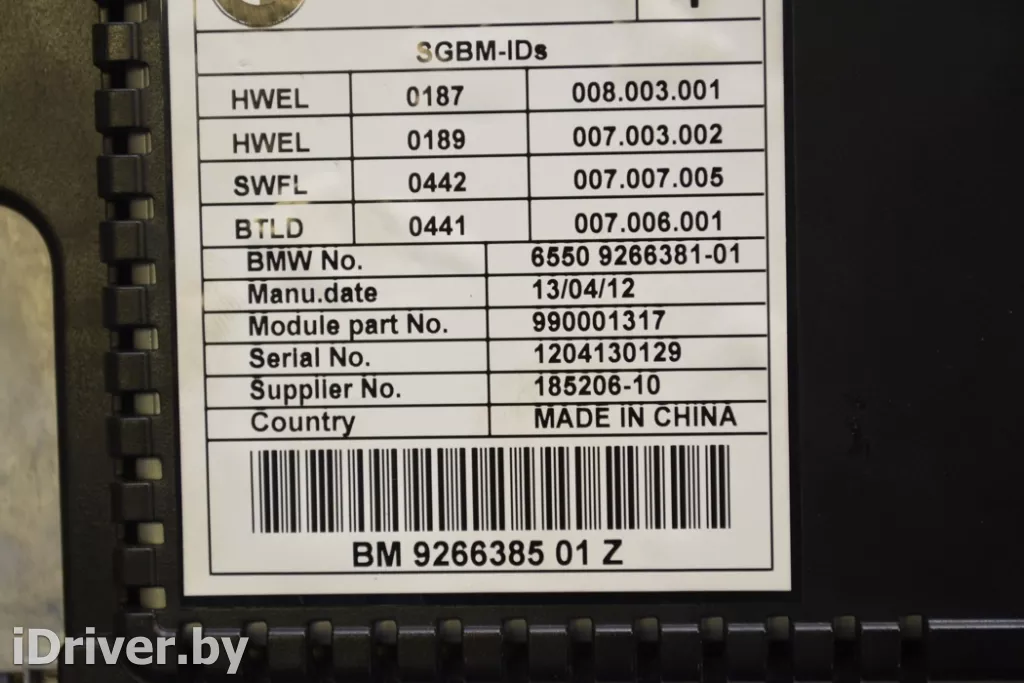 SGBM-IDs
HWEL 0187 008.003.001
HWEL 0189 007.003.002
SWFL 0442 007.007.005
BTLD 0441 007.006.001
BMW No. 6550 9266381-01
Manu.date 13/04/12
Module part No. 990001317
Serial No. 1204130129
Supplier No. 185206-10
Country MADE IN CHINA
BM 9266385 01 Z
iDriver.by